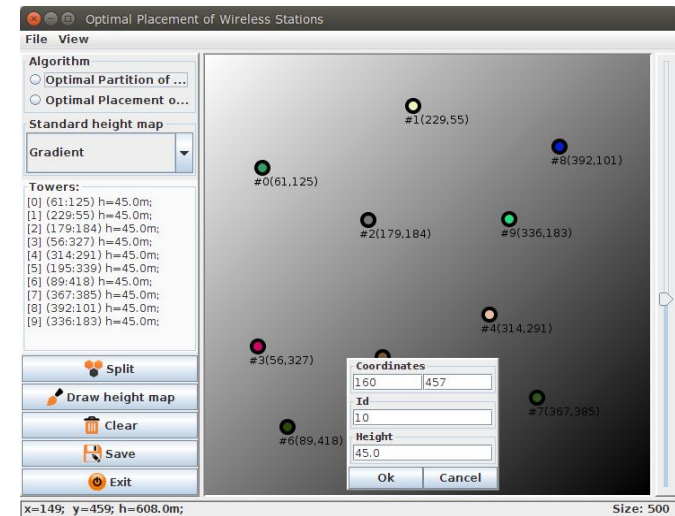 Optimal Placement of Wireless Stations
File View
Algorithm
Optimal Partition of ...
Optimal Placement o...
Standard height map
Gradient
Towers:
[0] (61:125) h=45.0m;
[1] (229:55) h=45.0m;
[2] (179:184) h=45.0m;
[3] (56:327) h=45.0m;
[4] (314:291) h=45.0m;
[5] (195:339) h=45.0m;
[6] (89:418) h=45.0m;
[7] (367:385) h=45.0m;
[8] (392:101) h=45.0m;
[9] (336:183) h=45.0m;
Split
Draw height map
Clear
Save
Exit
#1(229,55)
#8(392,101)
#0(61,125)
#2(179,184)
#9(336,183)
#4(314,291)
#3(56,327)
#7(367,385)
#6(89,418)
Coordinates
160 457
Id
10
Height
45.0
Ok Cancel
x=149; y=459; h=608.0m; Size: 500